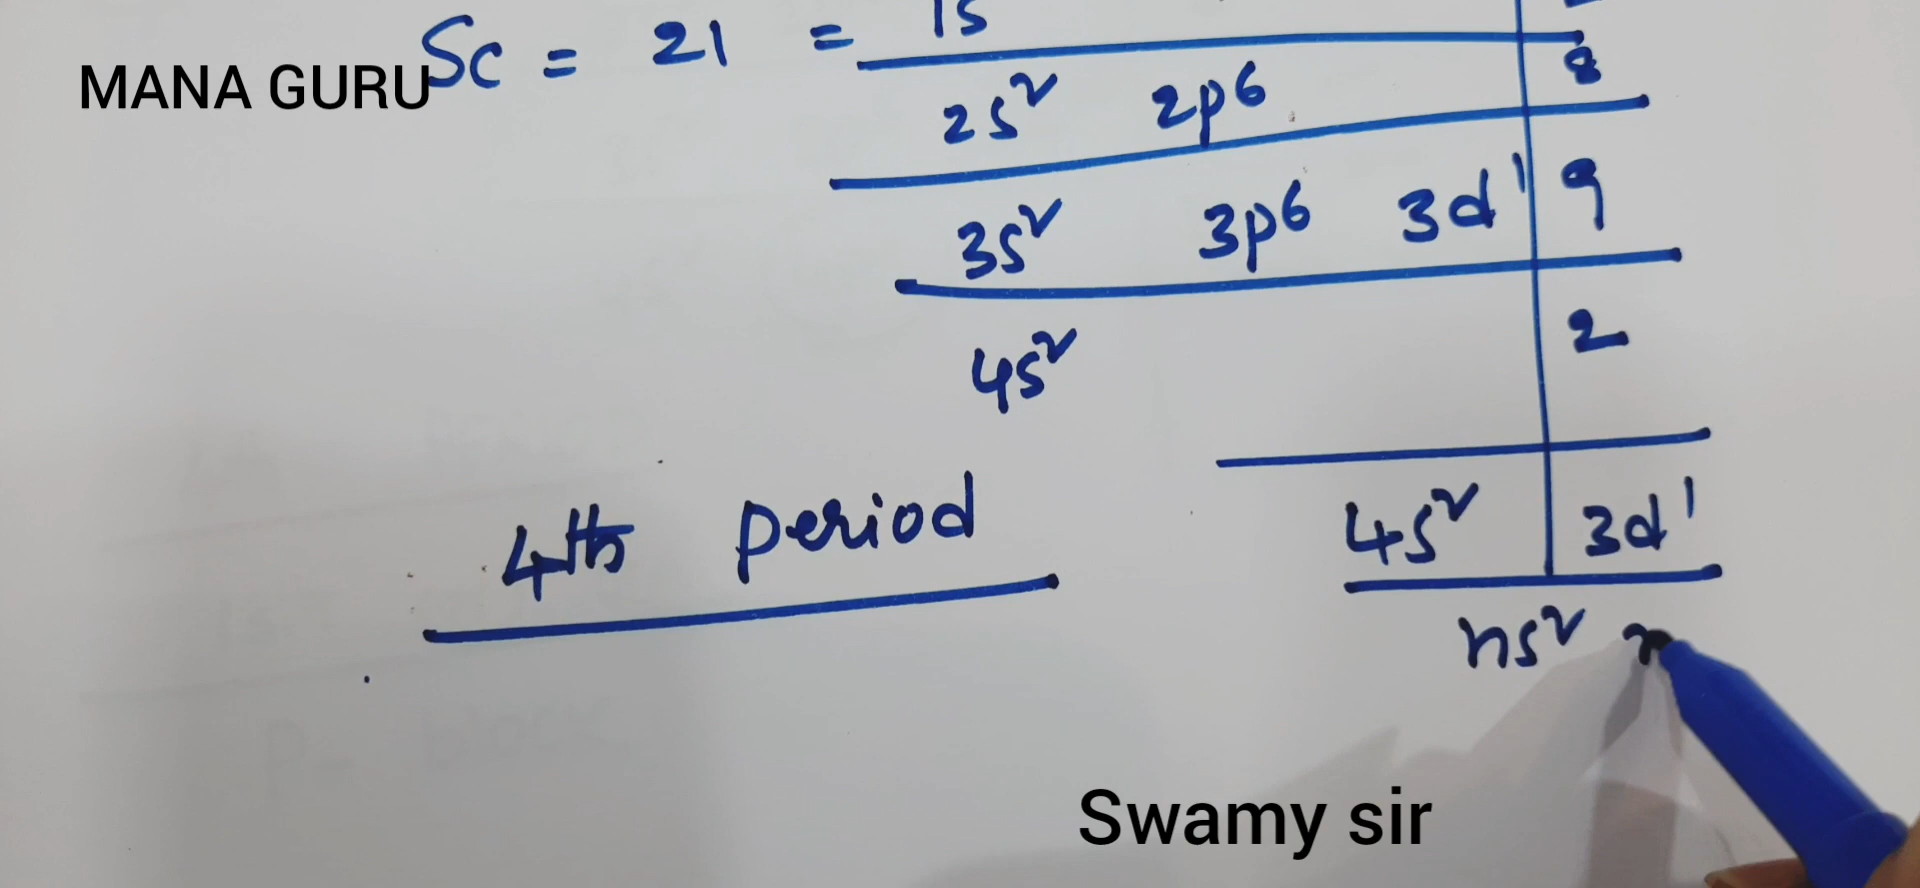 MANA GURU
Sc = 21 = 1s
2s² 2p6 8
3s² 3p6 3d¹ 9
4s² 2
4th period
4s² 3d¹
ns² n
Swamy sir